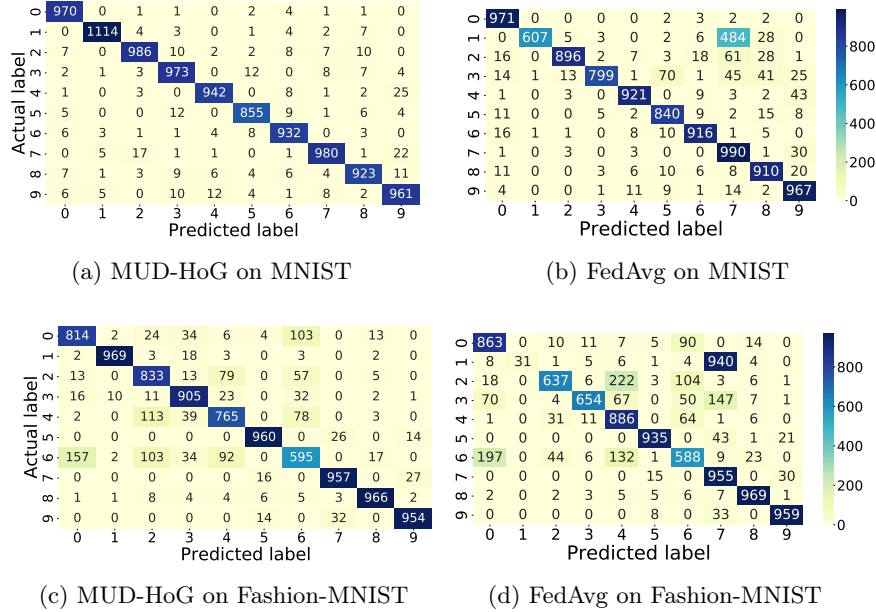 0 970 0 1 1 0 2 4 1 1 0
1 0 1114 4 3 0 1 4 2 7 0
2 7 0 986 10 2 2 8 7 10 0
3 2 1 3 973 0 12 0 8 7 4
4 1 0 3 0 942 0 9 1 2 25
5 5 0 0 12 0 855 9 1 6 4
6 6 3 1 1 4 8 932 0 3 0
7 0 5 17 1 1 0 1 980 1 22
8 7 1 3 9 6 4 6 4 923 11
9 1 5 0 10 12 4 1 8 2 961
0 1 2 3 4 5 6 7 8 9
Actual label
Predicted label
(a) MUD-HoG on MNIST
0 971 0 0 0 0 2 3 2 2 0
1 0 607 5 3 0 2 6 484 28 0
2 16 0 896 2 7 3 18 61 28 1
3 14 1 13 799 1 70 1 45 41 25
4 1 0 3 0 921 0 9 3 2 43
5 11 0 0 5 2 840 9 2 15 8
6 16 1 1 0 8 10 916 1 5 0
7 1 0 3 0 3 0 0 990 1 30
8 11 0 0 3 6 10 6 8 910 20
9 4 0 0 1 11 9 1 14 2 967
0 1 2 3 4 5 6 7 8 9
Predicted label
800
600
400
200
0
(b) FedAvg on MNIST
0 814 2 24 34 6 4 103 0 13 0
1 2 969 3 18 3 0 3 0 2 0
2 13 0 833 13 79 0 57 0 5 0
3 16 10 11 905 23 0 32 0 2 1
4 2 0 113 39 765 0 78 0 3 0
5 0 0 0 0 0 960 0 26 0 14
6 157 2 103 34 92 0 595 0 17 0
7 0 0 0 0 0 16 0 957 0 27
8 1 1 8 4 4 6 5 3 966 2
9 0 0 0 0 0 14 0 32 0 954
0 1 2 3 4 5 6 7 8 9
Actual label
Predicted label
(c) MUD-HoG on Fashion-MNIST
0 863 0 10 11 7 5 90 0 14 0
1 8 31 1 5 6 1 4 940 4 0
2 18 0 637 6 222 3 104 3 6 1
3 70 0 4 654 67 0 50 147 7 1
4 1 0 31 11 886 0 64 1 6 0
5 0 0 0 0 0 935 0 43 1 21
6 197 0 44 6 132 1 588 9 23 0
7 0 0 0 0 0 15 0 955 0 30
8 2 0 2 3 5 5 6 7 969 1
9 0 0 0 0 0 8 0 33 0 959
0 1 2 3 4 5 6 7 8 9
Predicted label
800
600
400
200
0
(d) FedAvg on Fashion-MNIST